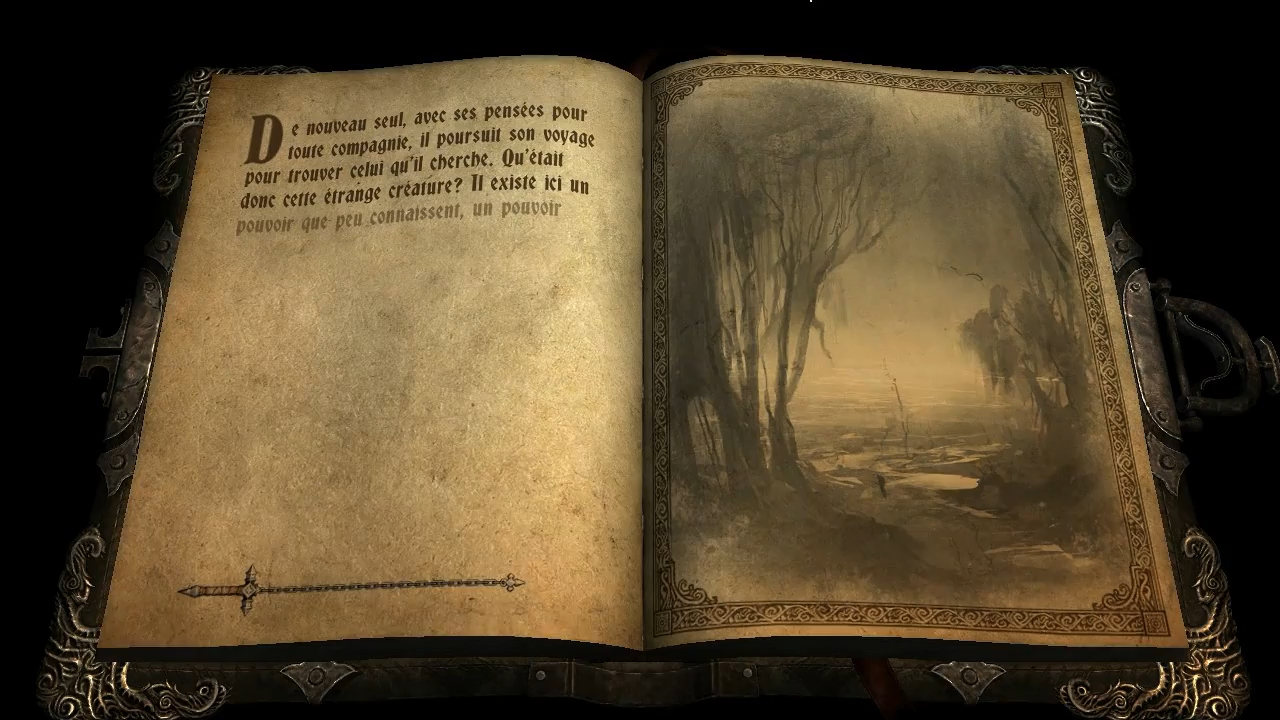 De nouveau seul, avec ses pensées pour
toute compagnie, il poursuit son voyage
pour trouver celui qu'il cherche. Qu'était
donc cette étrange créature? Il existe ici un
pouvoir que peu connaissent, un pouvoir